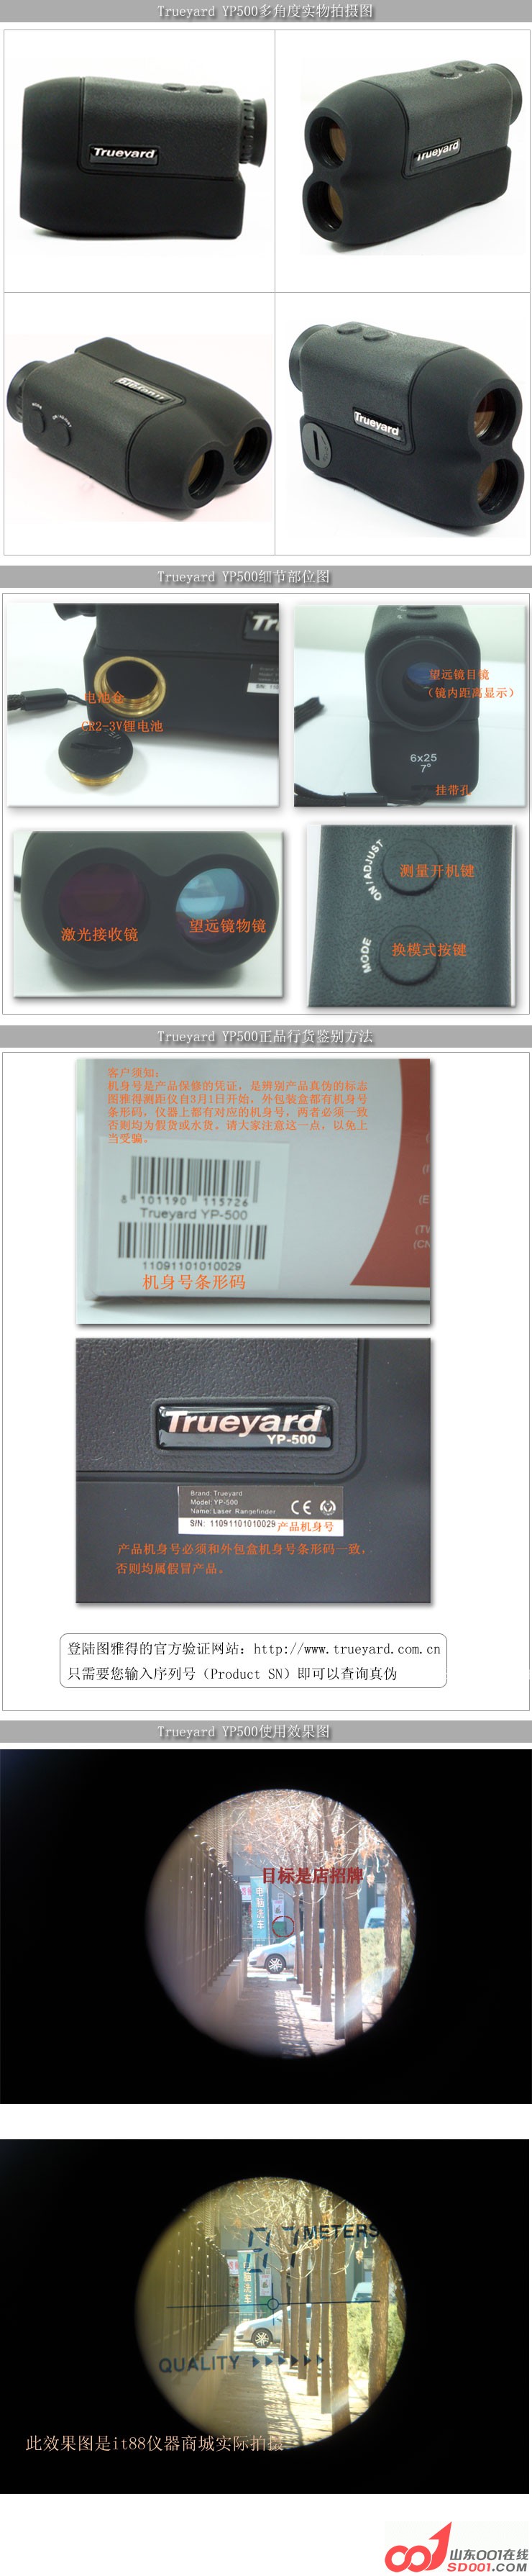 Trueyard YP500多角度实物拍摄图
Trueyard
Trueyard
Trueyard
Trueyard
Trueyard YP500细节部位图
电池仓
CR2-3V锂电池
望远镜目镜
(镜内距离显示)
6x25
7°
挂带孔
激光接收镜
望远镜物镜
ON/ADJUST
测量开机键
MODE
换模式按键
Trueyard YP500正品行货鉴别方法
客户须知:
机身号是产品保修的凭证，是辨别产品真伪的标志
图雅得测距仪自3月1日开始，外包装盒都有机身号
条形码，仪器上都有对应的机身号，两者必须一致
否则均为假货或水货。请大家注意这一点，以免上
当受骗。
8 101190 115726
Trueyard YP-500
11091101010029
机身号条形码
Trueyard
YP-500
Brand: Trueyard
Model: YP-500
Name: Laser Rangefinder
CE
S/N: 11091101010029 产品机身号
产品机身号必须和外包盒机身号条形码一致，
否则均属假冒产品。
登陆图雅得的官方验证网站：http://www.trueyard.com.cn
只需要您输入序列号（Product SN）即可以查询真伪
Trueyard YP500使用效果图
目标是店招牌
电脑洗车
METERS
QUALITY
此效果图是it88仪器商城实际拍摄
山东001在线
SD001.COM